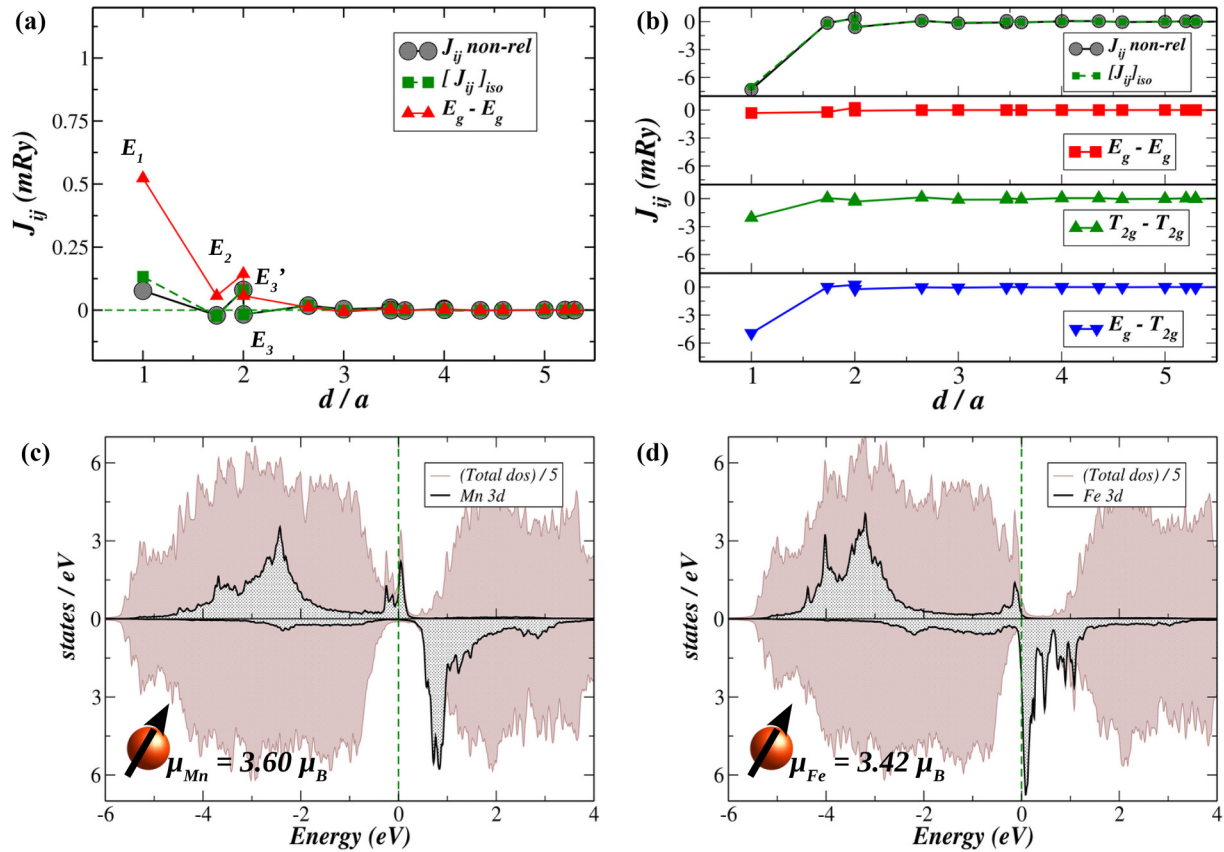 (a)
J_ij (mRy)
1
0.75
0.5
0.25
0
E_1
E_2
E_3'
E_3
J_ij non-rel
[ J_ij ]_iso
E_g - E_g
1 2 3 4 5
d / a
(b)
J_ij (mRy)
0
-3
-6
J_ij non-rel
[J_ij]_iso
0
-3
-6
E_g - E_g
0
-3
-6
T_2g - T_2g
0
-3
-6
E_g - T_2g
1 2 3 4 5
d / a
(c)
states / eV
6
3
0
3
6
(Total dos) / 5
Mn 3d
μ_Mn = 3.60 μ_B
-6 -4 -2 0 2 4
Energy (eV)
(d)
states / eV
6
3
0
3
6
(Total dos) / 5
Fe 3d
μ_Fe = 3.42 μ_B
-6 -4 -2 0 2 4
Energy (eV)